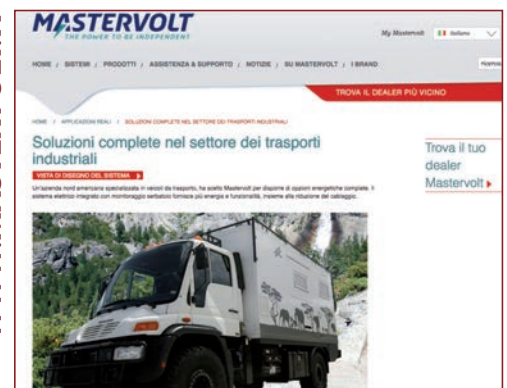 MASTERVOLT
THE POWER TO BE INDEPENDENT
My Mastervolt
Italiano
HOME / SISTEMI / PRODOTTI / ASSISTENZA & SUPPORTO / NOTIZIE / SU MASTERVOLT / I BRAND
TROVA IL DEALER PIÙ VICINO
HOME / APPLICAZIONI REALI / SOLUZIONI COMPLETE NEL SETTORE DEI TRASPORTI INDUSTRIALI
Soluzioni complete nel settore dei trasporti
industriali
VISTA DI DISEGNO DEL SISTEMA
Un'azienda nord americana specializzata in veicoli da trasporto, ha scelto Mastervolt per disporre di opzioni energetiche complete. Il
sistema elettrico integrato con montaggio serbatoio fornisce più energia e funzionalità, insieme alla riduzione del cablaggio.
Trova il tuo
dealer
Mastervolt